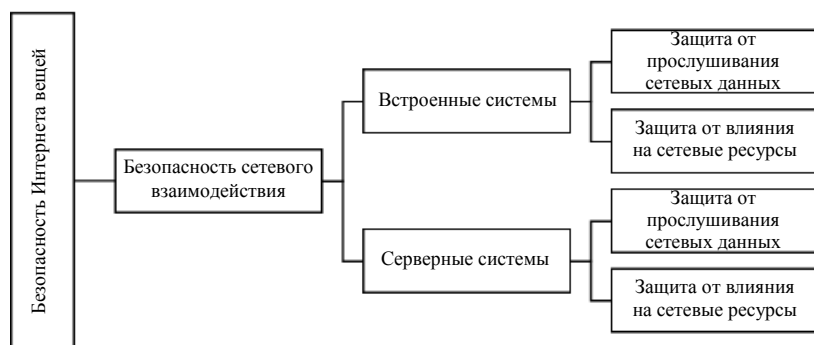 Безопасность Интернета вещей
Безопасность сетевого
взаимодействия
Встроенные системы
Защита от
прослушивания
сетевых данных
Защита от влияния
на сетевые ресурсы
Серверные системы
Защита от
прослушивания
сетевых данных
Защита от влияния
на сетевые ресурсы